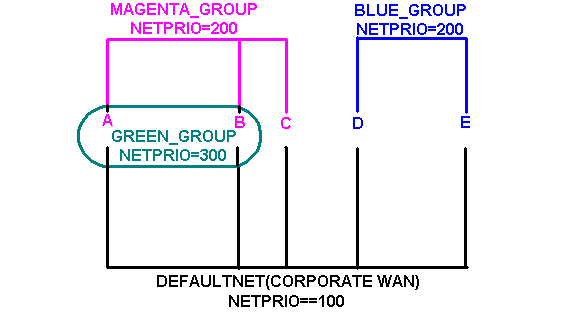 MAGENTA_GROUP
NETPRIO=200
BLUE_GROUP
NETPRIO=200
A
B
C
D
E
GREEN_GROUP
NETPRIO=300
DEFAULTNET(CORPORATE WAN)
NETPRIO==100